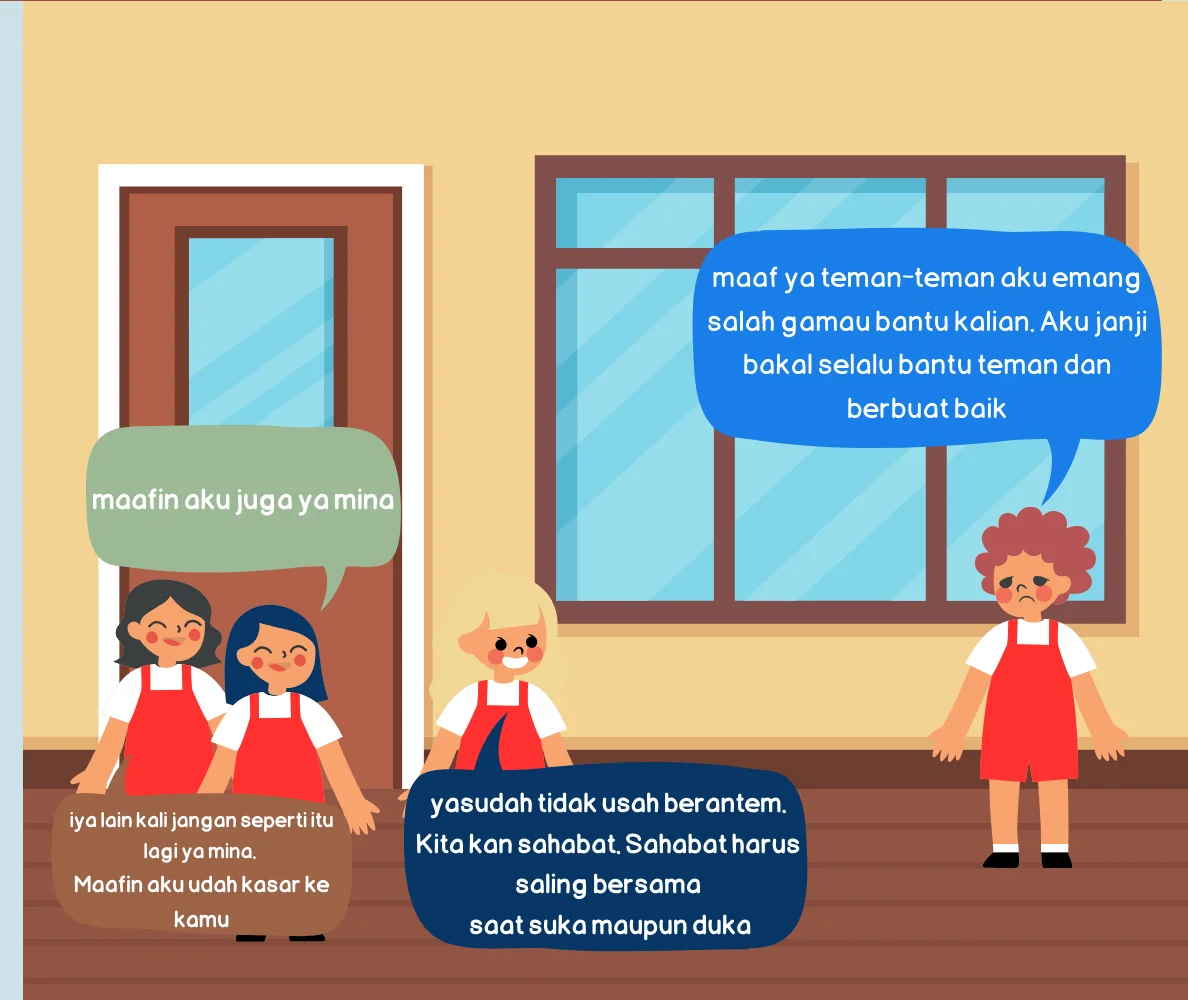 maaf ya teman-teman aku emang
salah gamau bantu kalian. Aku janji
bakal selalu bantu teman dan
berbuat baik
maafin aku juga ya mina
iya lain kali jangan seperti itu
lagi ya mina.
Maafin aku udah kasar ke
kamu
yasudah tidak usah berantem.
Kita kan sahabat. Sahabat harus
saling bersama
saat suka maupun duka